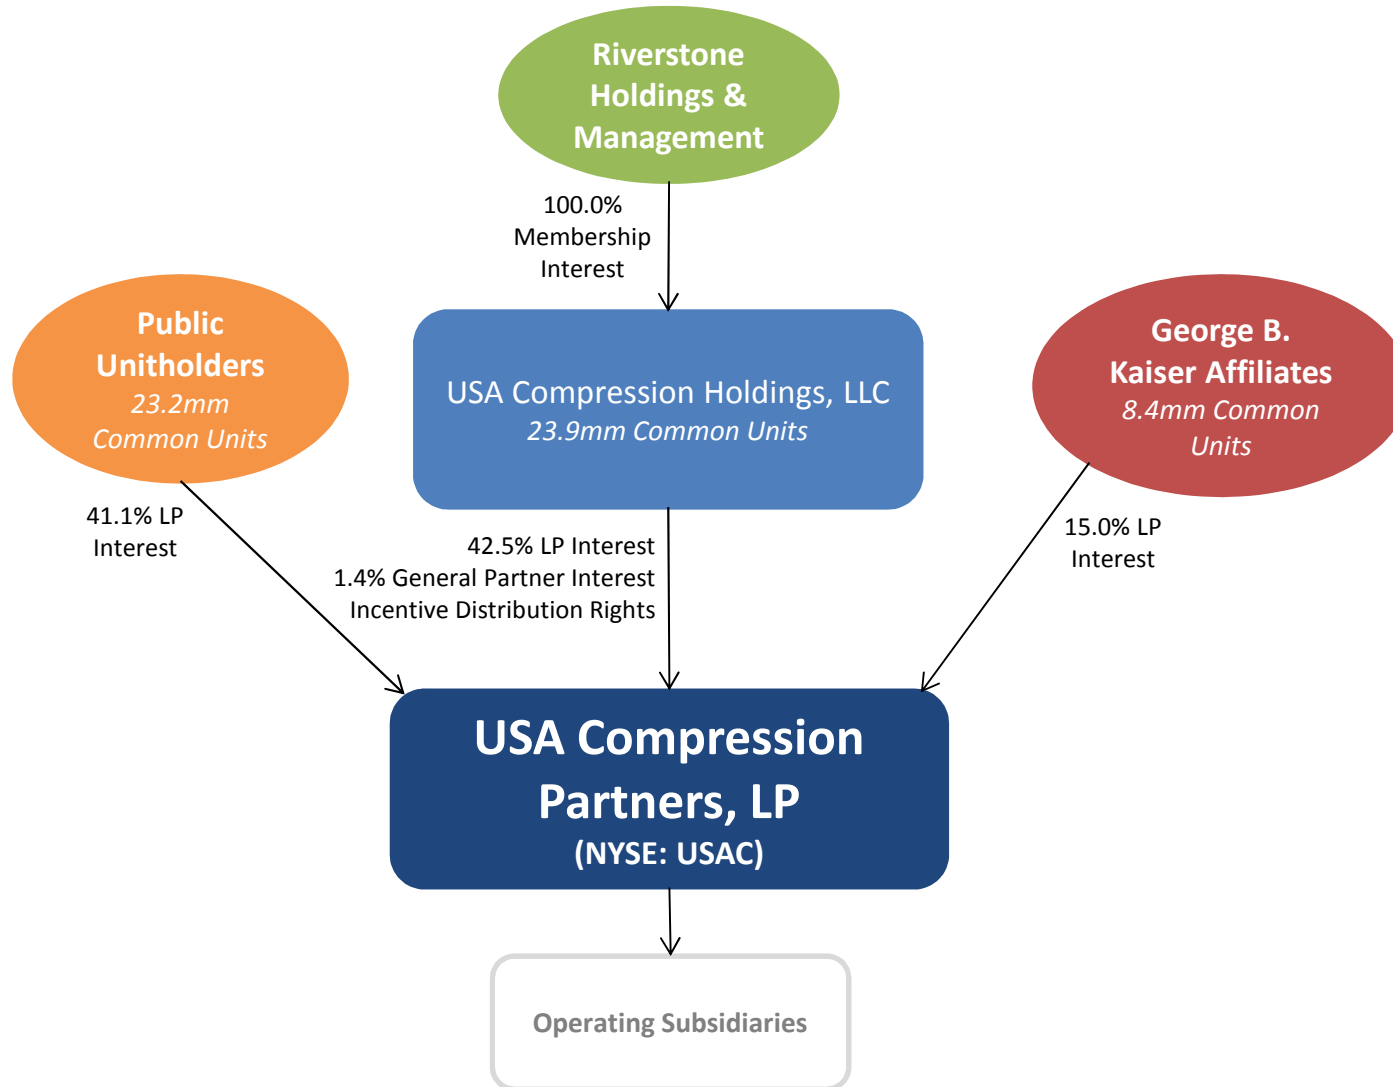 Riverstone
Holdings &
Management
100.0%
Membership
Interest
Public
Unitholders
23.2mm
Common Units
USA Compression Holdings, LLC
23.9mm Common Units
George B.
Kaiser Affiliates
8.4mm Common
Units
41.1% LP
Interest
42.5% LP Interest
1.4% General Partner Interest
Incentive Distribution Rights
15.0% LP
Interest
USA Compression
Partners, LP
(NYSE: USAC)
Operating Subsidiaries